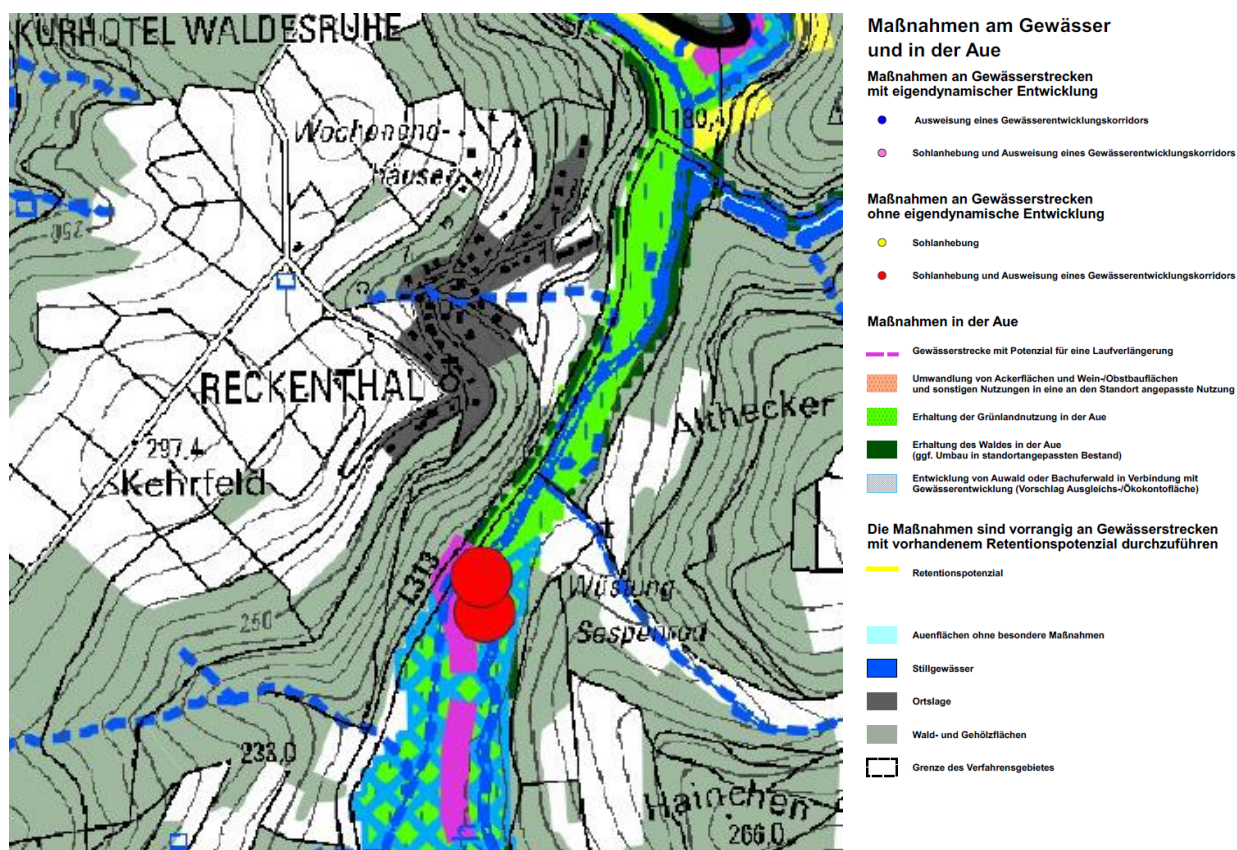 KURHOTEL WALDESRUHE
180,4
Wochenend-
häuser
250
RECKENTHAL
Althecker
297.4
Kehrfeld
L313
Wüstung
Sespenrod
250
233,0
Hainchen
266.0
Maßnahmen am Gewässer
und in der Aue
Maßnahmen an Gewässerstrecken
mit eigendynamischer Entwicklung
Ausweisung eines Gewässerentwicklungskorridors
Sohlanhebung und Ausweisung eines Gewässerentwicklungskorridors
Maßnahmen an Gewässerstrecken
ohne eigendynamische Entwicklung
Sohlanhebung
Sohlanhebung und Ausweisung eines Gewässerentwicklungskorridors
Maßnahmen in der Aue
Gewässerstrecke mit Potenzial für eine Laufverlängerung
Umwandlung von Ackerflächen und Wein-/Obstbauflächen
und sonstigen Nutzungen in eine an den Standort angepasste Nutzung
Erhaltung der Grünlandnutzung in der Aue
Erhaltung des Waldes in der Aue
(ggf. Umbau in standortangepassten Bestand)
Entwicklung von Auwald oder Bachuferwald in Verbindung mit
Gewässerentwicklung (Vorschlag Ausgleichs-/Ökokontofläche)
Die Maßnahmen sind vorrangig an Gewässerstrecken
mit vorhandenem Retentionspotenzial durchzuführen
Retentionspotenzial
Auenflächen ohne besondere Maßnahmen
Stillgewässer
Ortslage
Wald- und Gehölzflächen
Grenze des Verfahrensgebietes